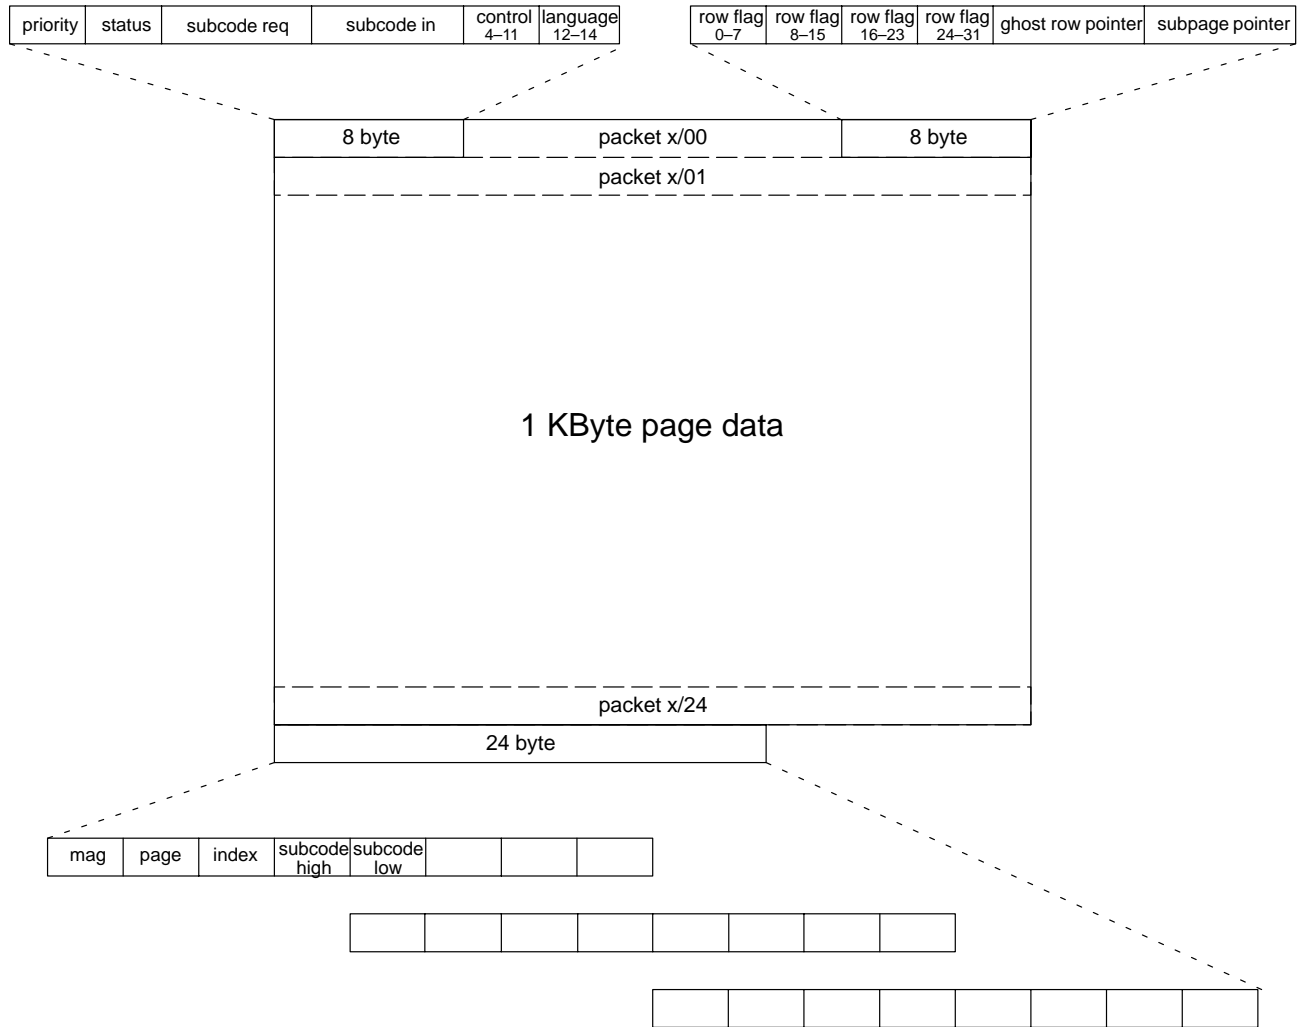 priority status subcode req subcode in control 4–11 language 12–14 row flag 0–7 row flag 8–15 row flag 16–23 row flag 24–31 ghost row pointer subpage pointer
8 byte packet x/00 8 byte
packet x/01
1 KByte page data
packet x/24
24 byte
mag page index subcode high subcode low